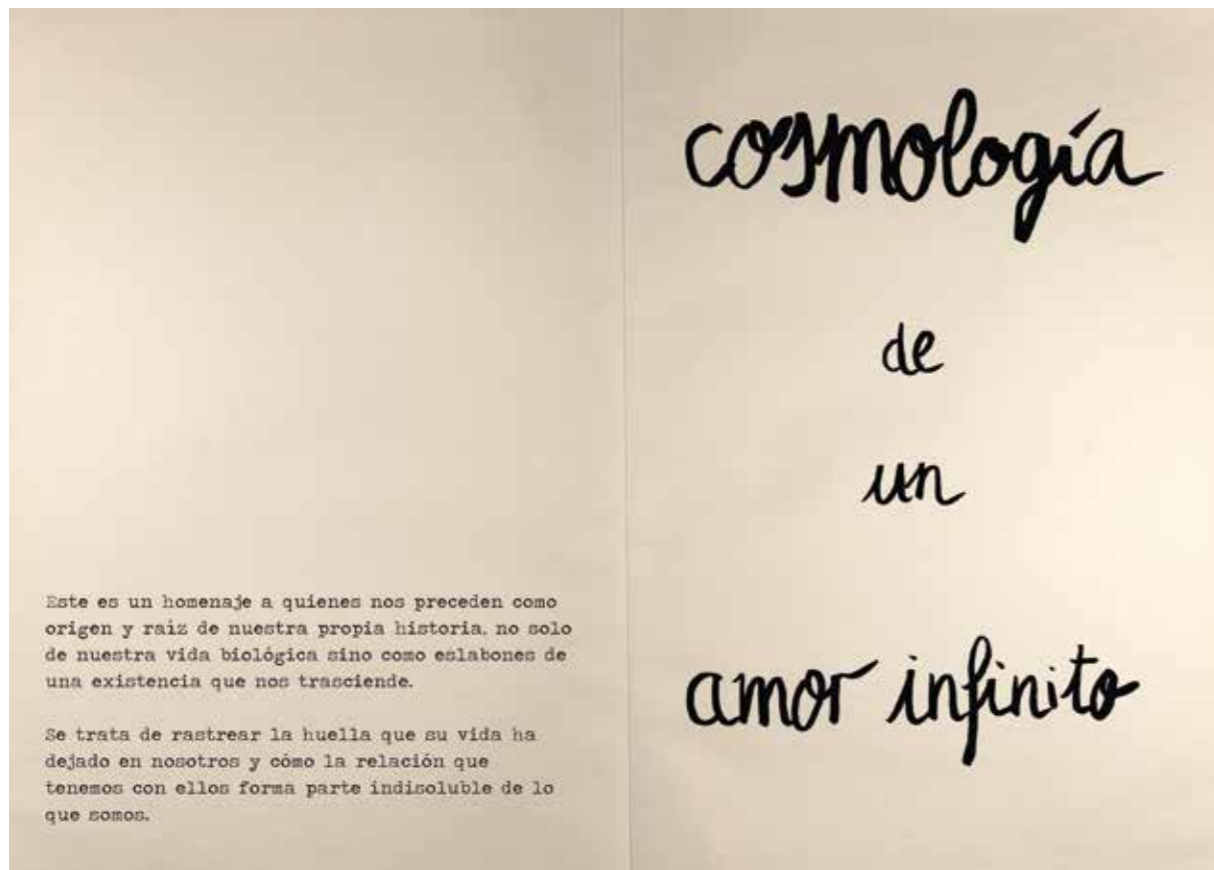 Este es un homenaje a quienes nos preceden como
origen y raíz de nuestra propia historia, no solo
de nuestra vida biológica sino como eslabones de
una existencia que nos trasciende.
Se trata de rastrear la huella que su vida ha
dejado en nosotros y cómo la relación que
tenemos con ellos forma parte indisoluble de lo
que somos.
cosmología
de
un
amor infinito